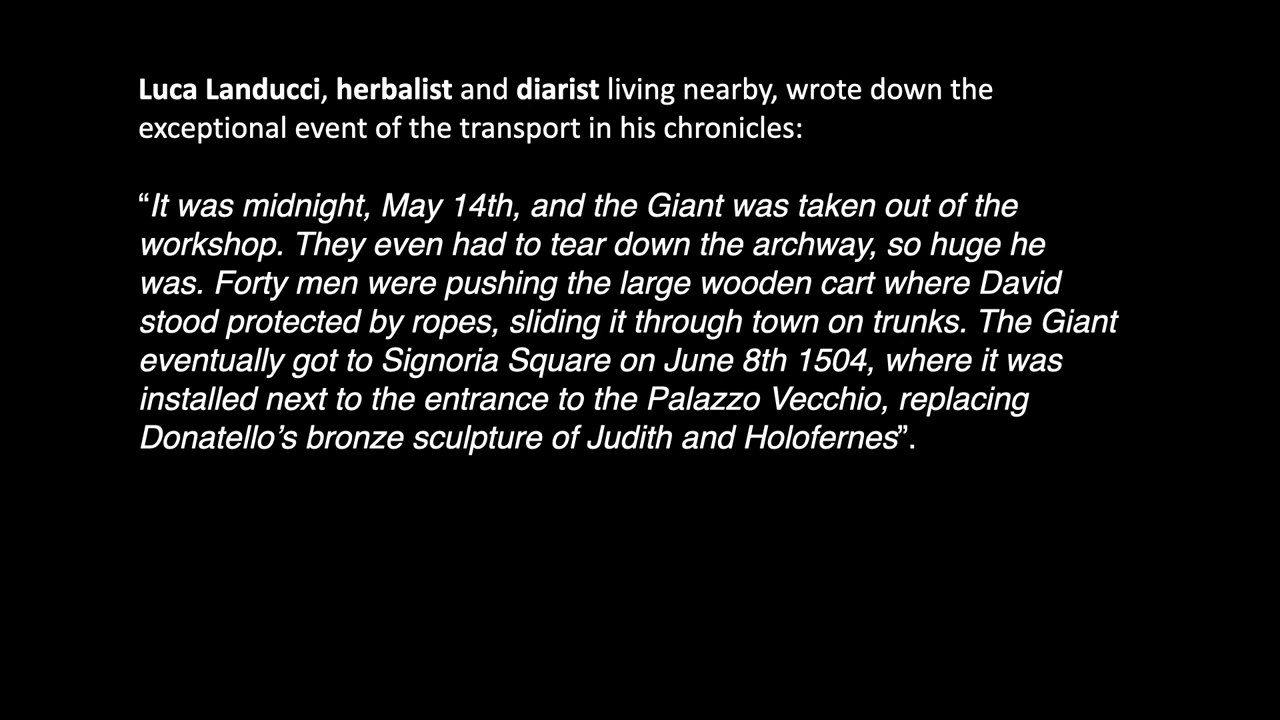 Luca Landucci, herbalist and diarist living nearby, wrote down the
exceptional event of the transport in his chronicles:
“It was midnight, May 14th, and the Giant was taken out of the
workshop. They even had to tear down the archway, so huge he
was. Forty men were pushing the large wooden cart where David
stood protected by ropes, sliding it through town on trunks. The Giant
eventually got to Signoria Square on June 8th 1504, where it was
installed next to the entrance to the Palazzo Vecchio, replacing
Donatello’s bronze sculpture of Judith and Holofernes”.